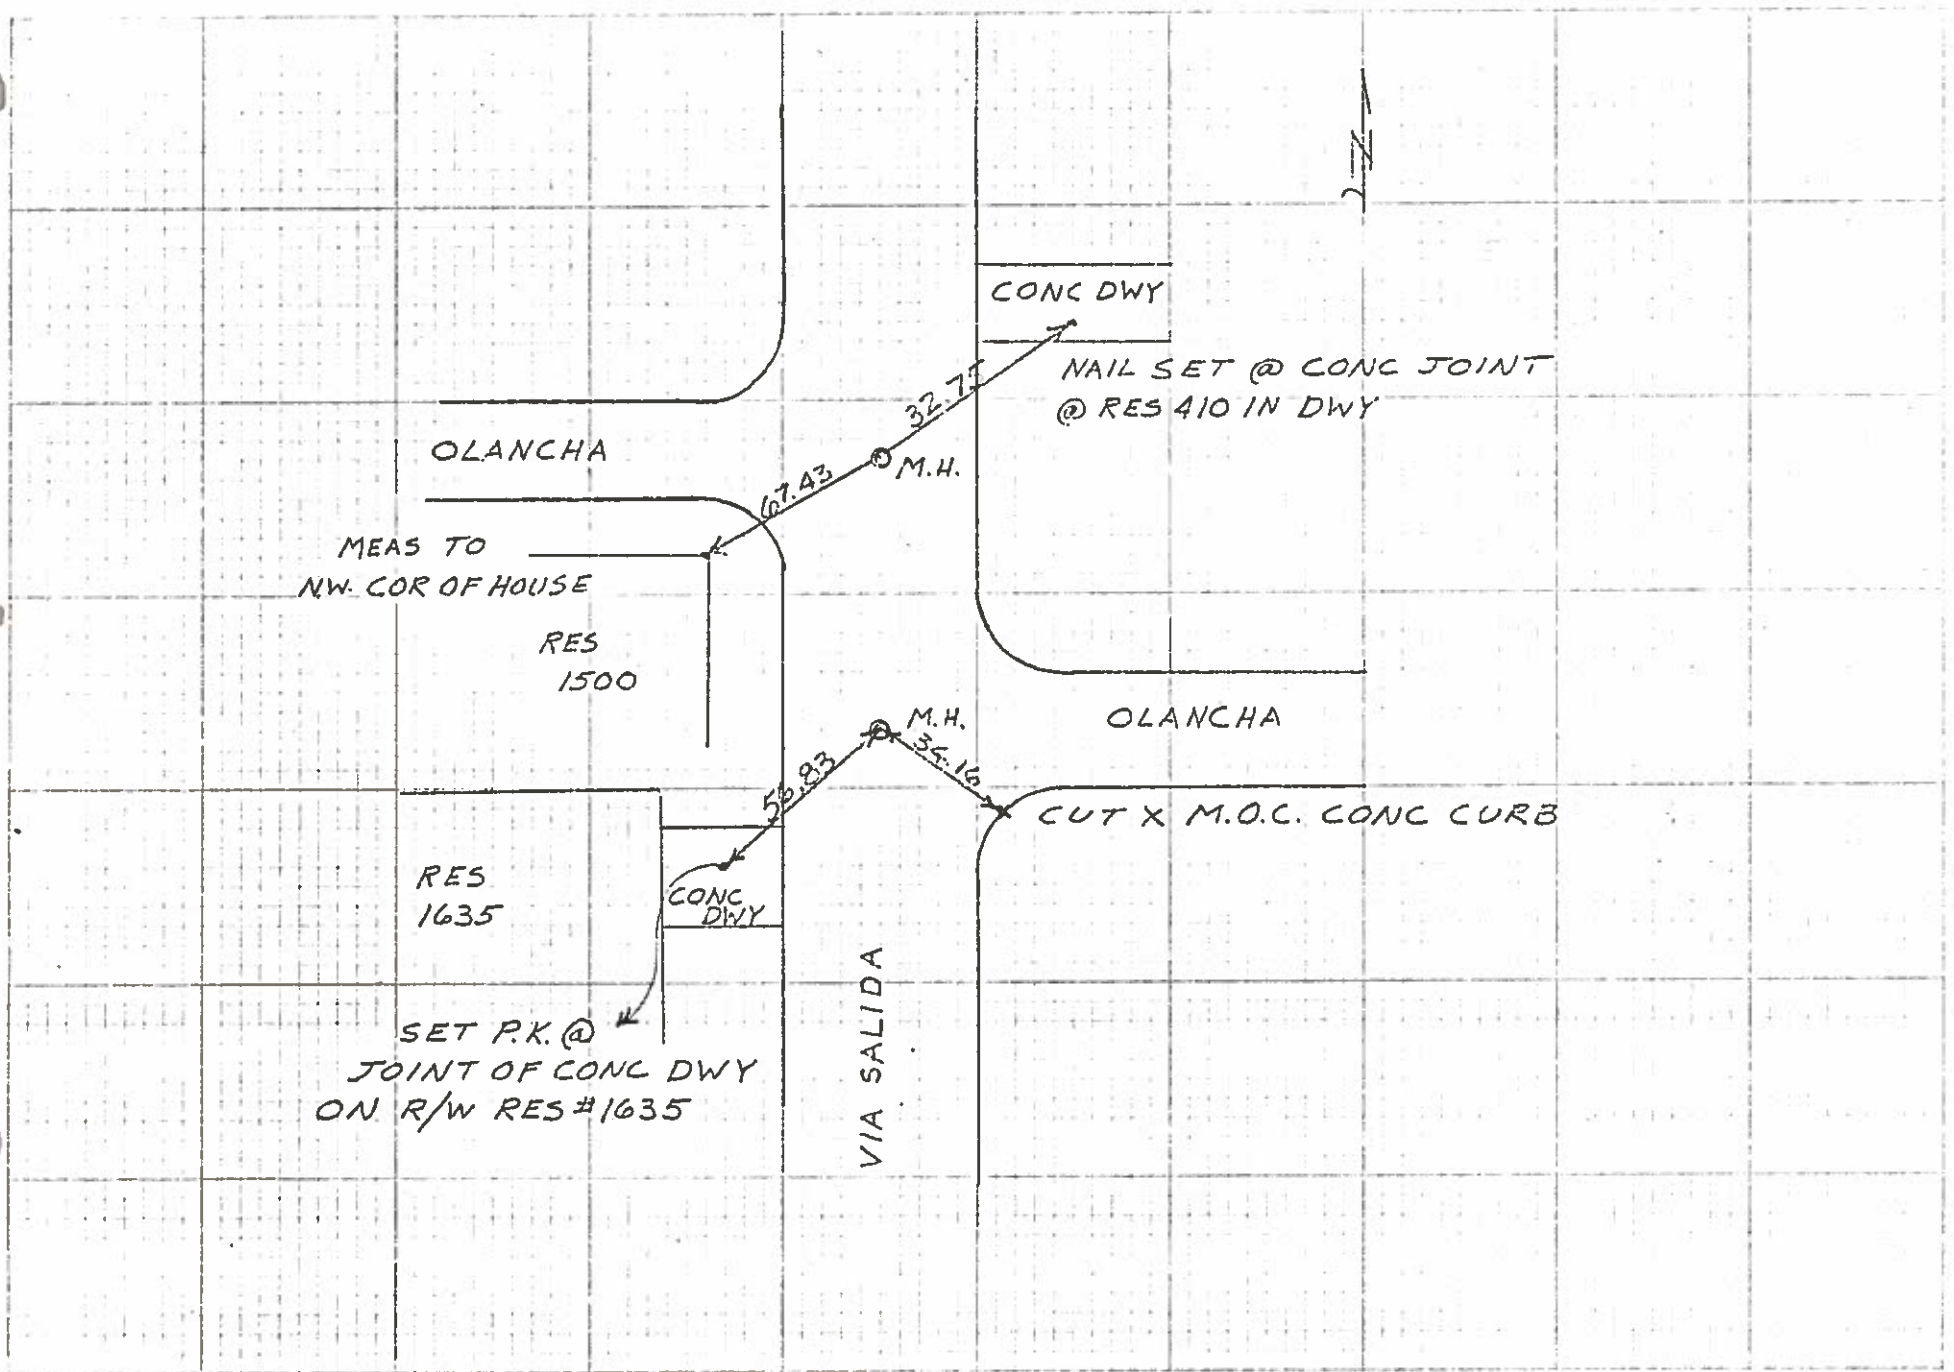 N
CONC DWY
NAIL SET @ CONC JOINT
@ RES 410 IN DWY
32.75
OLANCHA
M.H.
67.43
MEAS TO
N.W. COR OF HOUSE
RES
1500
M.H.
OLANCHA
34.16
CUT X M.O.C. CONC CURB
RES
1635
CONC
DWY
SET P.K. @
JOINT OF CONC DWY
ON R/W RES #1635
VIA SALIDA